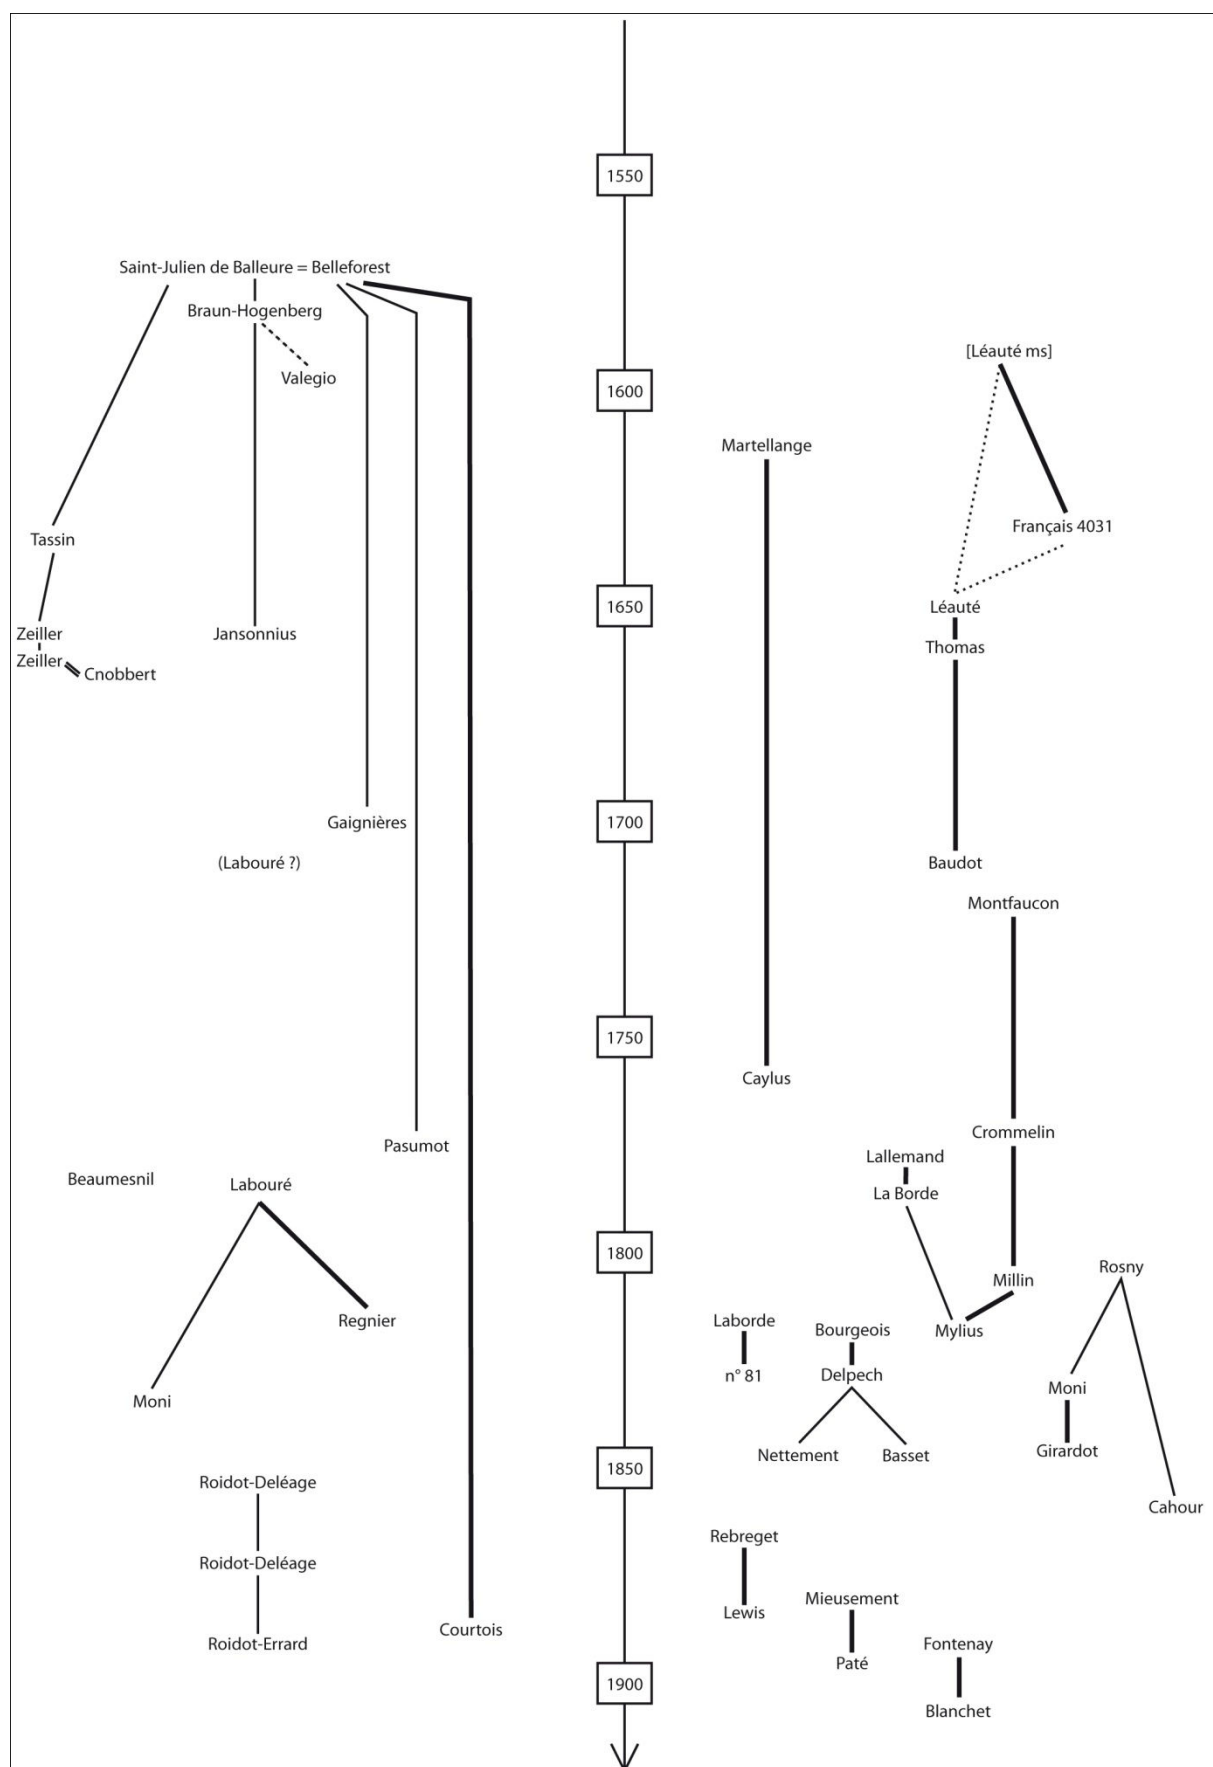 1550
Saint-Julien de Balleure = Belleforest
Braun-Hogenberg
[Léauté ms]
Valegio
1600
Martellange
Français 4031
Tassin
1650
Léauté
Zeiller
Jansonnius
Thomas
Zeiller
Cnobbert
Gaignières
1700
(Labouré ?)
Baudot
Montfaucon
1750
Caylus
Crommelin
Pasumot
Lallemand
Beaumesnil
Labouré
La Borde
1800
Rosny
Millin
Regnier
Laborde
Bourgeois
Mylius
n° 81
Delpech
Moni
Moni
Nettement
Basset
Girardot
1850
Roidot-Deléage
Cahour
Rebreget
Roidot-Deléage
Mieusement
Lewis
Courtois
Roidot-Errard
Fontenay
Paté
1900
Blanchet